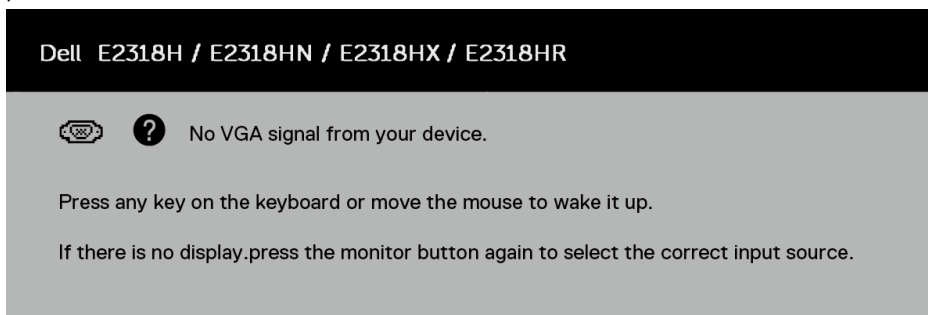 Dell E2318H / E2318HN / E2318HX / E2318HR
No VGA signal from your device.
Press any key on the keyboard or move the mouse to wake it up.
If there is no display.press the monitor button again to select the correct input source.